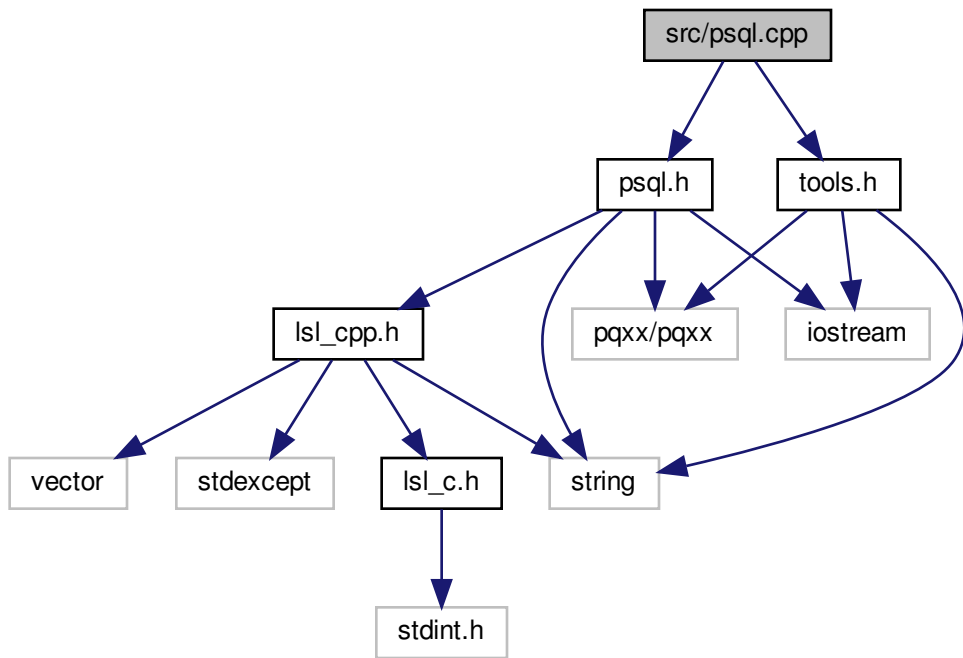 src/psql.cpp
psql.h
tools.h
lsl_cpp.h
pqxx/pqxx
iostream
vector
stdexcept
lsl_c.h
string
stdint.h